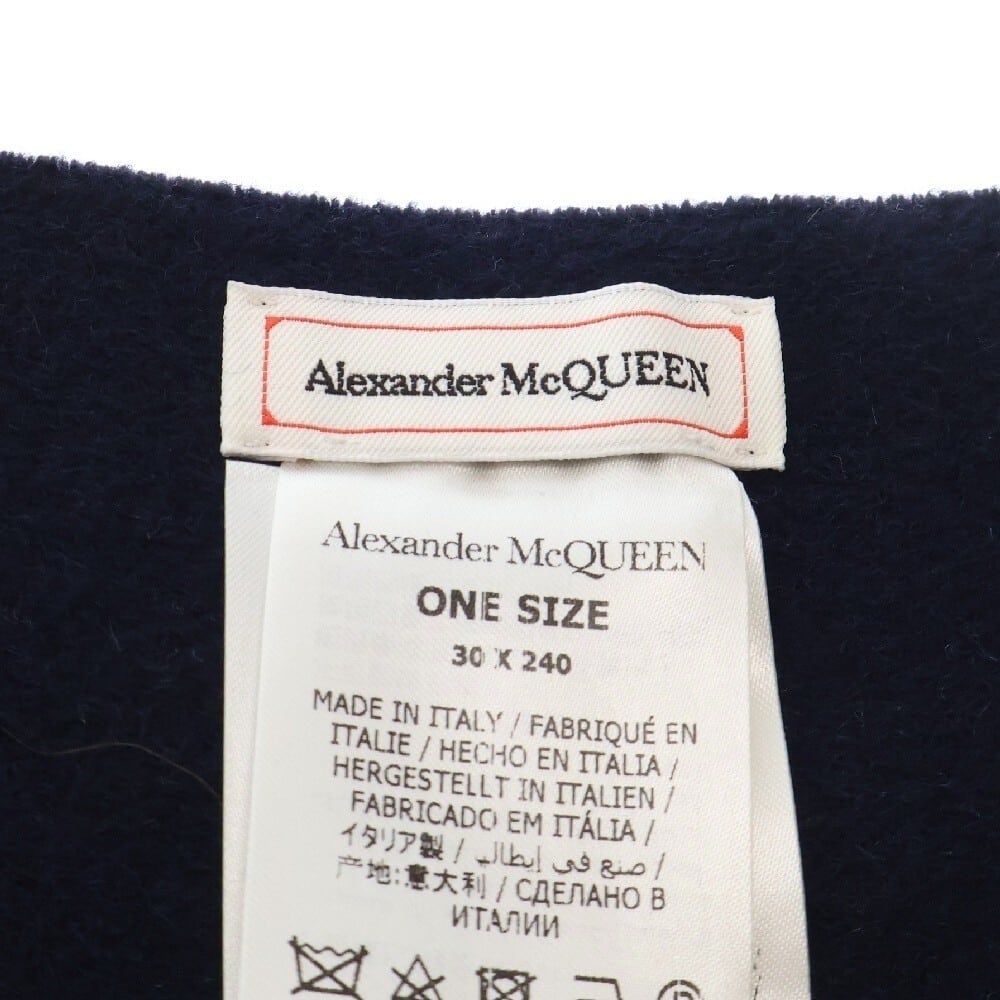 Alexander McQUEEN
Alexander McQUEEN
ONE SIZE
30 X 240
MADE IN ITALY / FABRIQUÉ EN
ITALIE / HECHO EN ITALIA /
HERGESTELLT IN ITALIEN /
FABRICADO EM ITÁLIA /
イタリア製 / صنع في إيطاليا /
产地:意大利 / СДЕЛАНО В
ИТАЛИИ